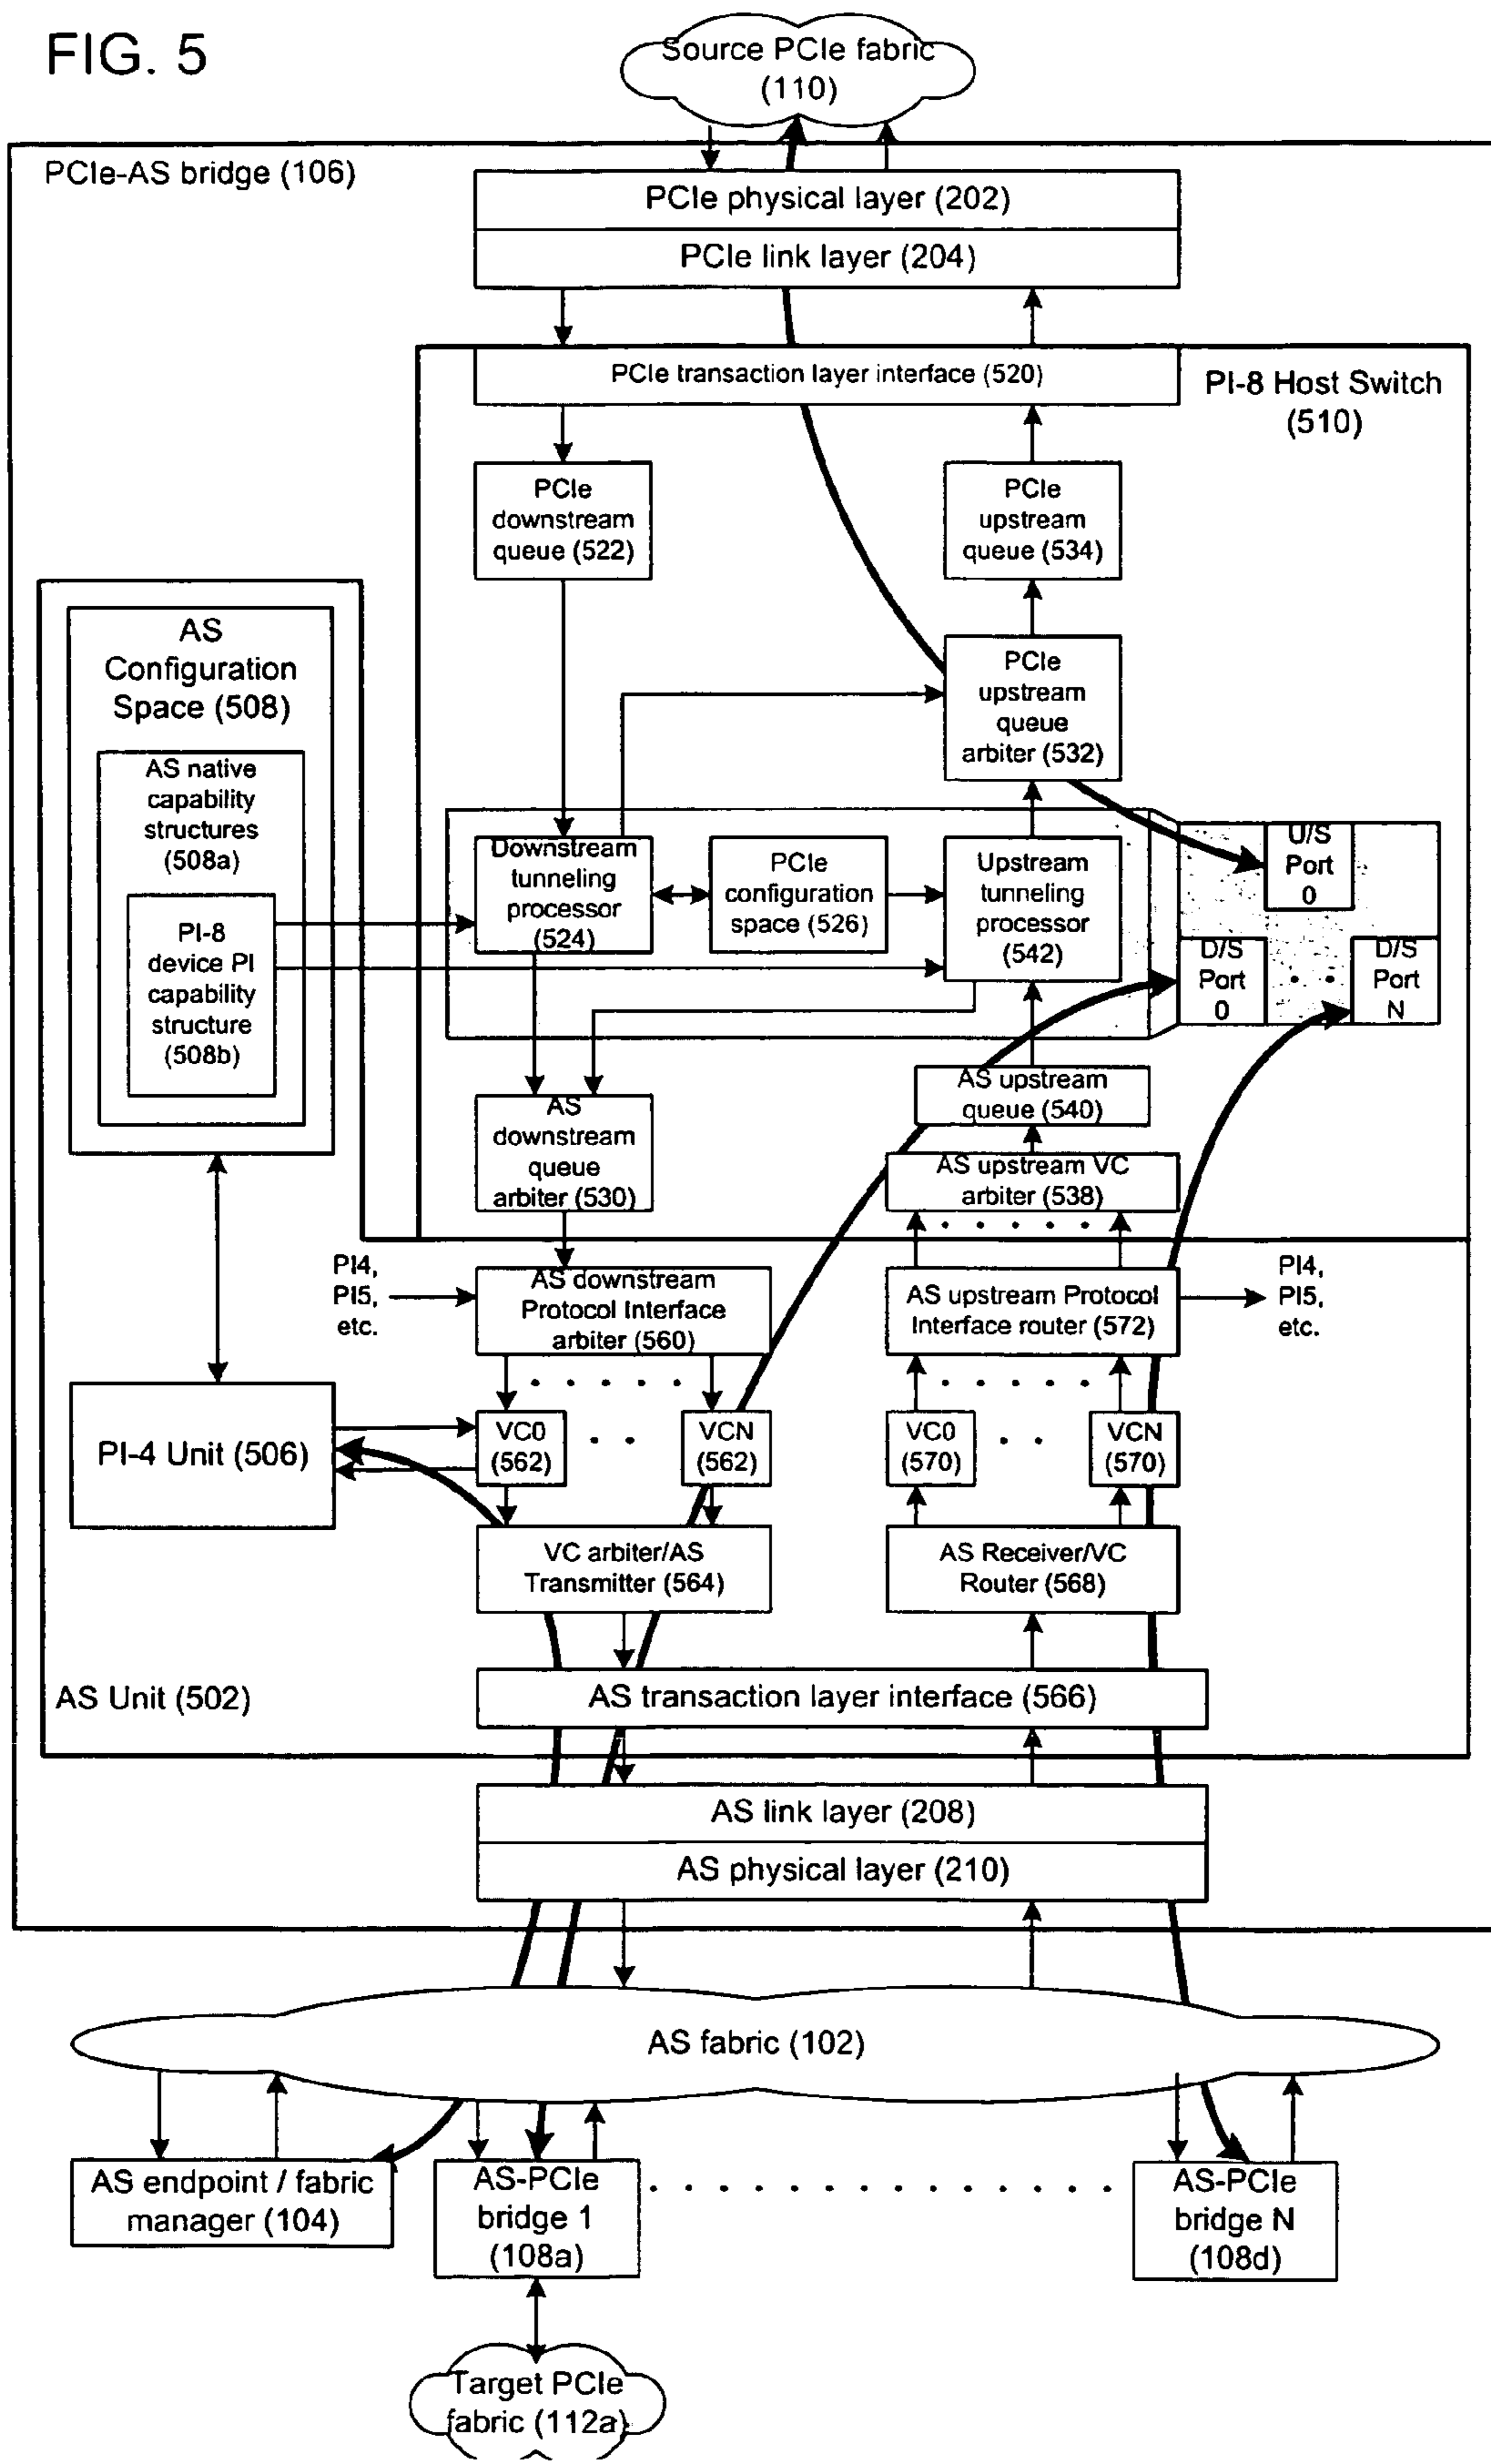 FIG. 5
Source PCIe fabric
(110)
PCIe-AS bridge (106)
PCIe physical layer (202)
PCIe link layer (204)
PCIe transaction layer interface (520)
PI-8 Host Switch
(510)
PCIe
downstream
queue (522)
PCIe
upstream
queue (534)
AS
Configuration
Space (508)
PCIe
upstream
queue
arbiter (532)
AS native
capability
structures
(508a)
PI-8
device PI
capability
structure
(508b)
Downstream
tunneling
processor
(524)
PCIe
configuration
space (526)
Upstream
tunneling
processor
(542)
U/S
Port
0
D/S
Port
0
D/S
Port
N
AS upstream
queue (540)
AS
downstream
queue
arbiter (530)
AS upstream VC
arbiter (538)
PI4,
PI5,
etc.
AS downstream
Protocol Interface
arbiter (560)
AS upstream Protocol
Interface router (572)
PI4,
PI5,
etc.
PI-4 Unit (506)
VC0
(562)
VCN
(562)
VC0
(570)
VCN
(570)
VC arbiter/AS
Transmitter (564)
AS Receiver/VC
Router (568)
AS Unit (502)
AS transaction layer interface (566)
AS link layer (208)
AS physical layer (210)
AS fabric (102)
AS endpoint / fabric
manager (104)
AS-PCIe
bridge 1
(108a)
AS-PCIe
bridge N
(108d)
Target PCIe
fabric (112a)